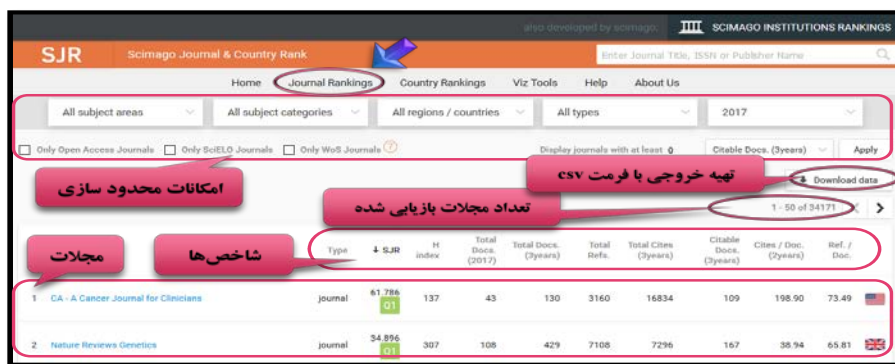 also developed by scimago: SCIMAGO INSTITUTIONS RANKINGS
SJR Scimago Journal & Country Rank Enter Journal Title, ISSN or Publisher Name
Home Journal Rankings Country Rankings Viz Tools Help About Us
All subject areas All subject categories All regions / countries All types 2017
Only Open Access Journals Only SciELO Journals Only WoS Journals ? Display journals with at least 0 Citable Docs. (3years) Apply
امکانات محدود سازی
تهیه خروجی با فرمت csv
Download data
تعداد مجلات بازیابی شده
1 - 50 of 34171
مجلات
شاخص‌ها
Type ↓ SJR H index Total Docs. (2017) Total Docs. (3years) Total Refs. Total Cites (3years) Citable Docs. (3years) Cites / Doc. (2years) Ref. / Doc.
1 CA - A Cancer Journal for Clinicians journal 61.786 Q1 137 43 130 3160 16834 109 198.90 73.49
2 Nature Reviews Genetics journal 34.896 Q1 307 108 429 7108 7296 167 38.94 65.81